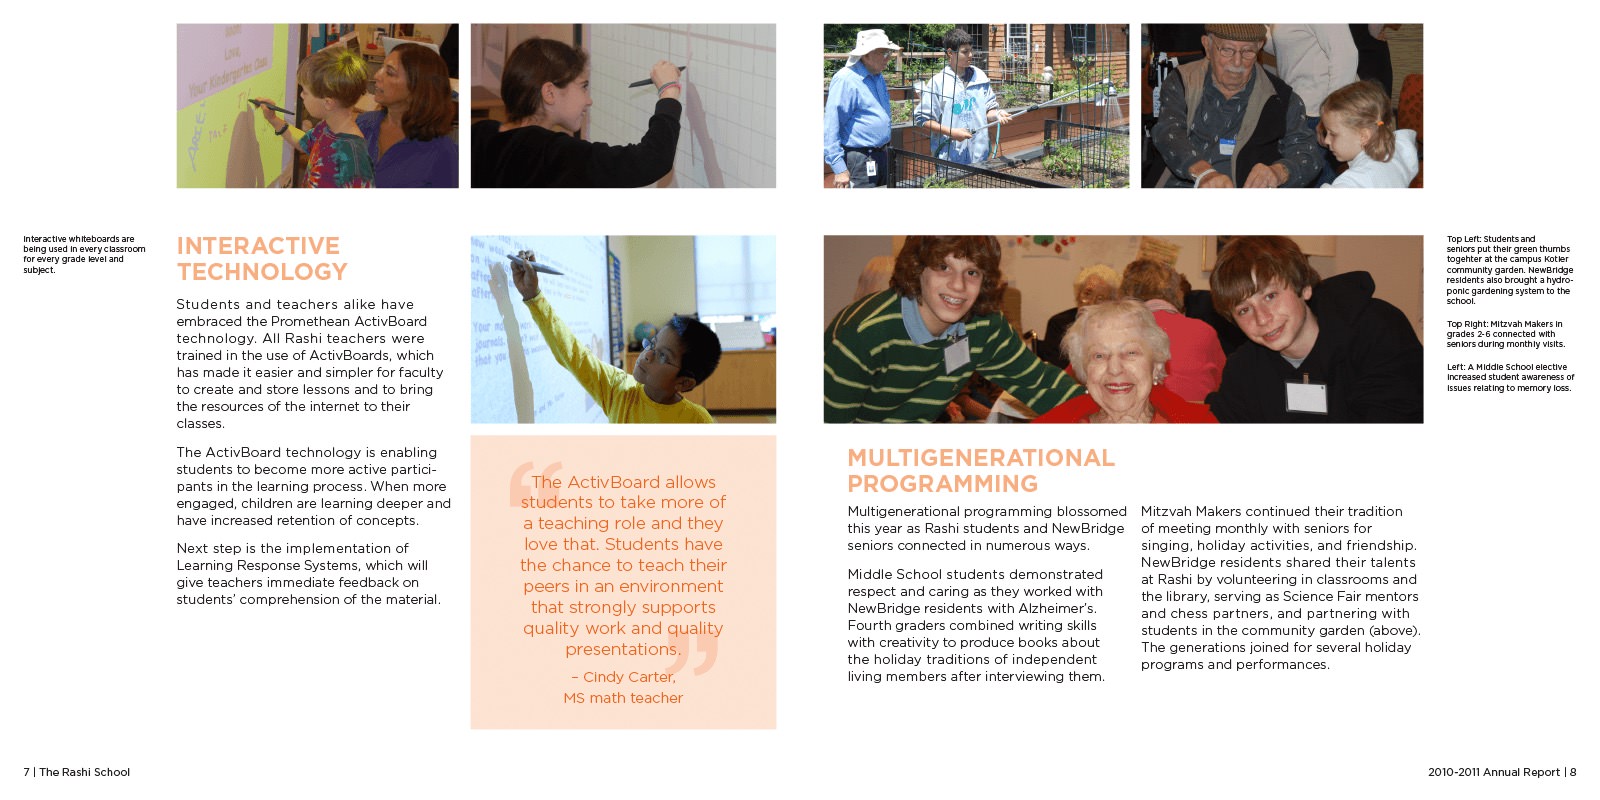 some
Love,
Your Kindergarten Class
Interactive whiteboards are
being used in every classroom
for every grade level and
subject.
INTERACTIVE
TECHNOLOGY
Students and teachers alike have
embraced the Promethean ActivBoard
technology. All Rashi teachers were
trained in the use of ActivBoards, which
has made it easier and simpler for faculty
to create and store lessons and to bring
the resources of the internet to their
classes.
The ActivBoard technology is enabling
students to become more active partici-
pants in the learning process. When more
engaged, children are learning deeper and
have increased retention of concepts.
Next step is the implementation of
Learning Response Systems, which will
give teachers immediate feedback on
students' comprehension of the material.
“
The ActivBoard allows
students to take more of
a teaching role and they
love that. Students have
the chance to teach their
peers in an environment
that strongly supports
quality work and quality
presentations.
”
– Cindy Carter,
MS math teacher
7 | The Rashi School
Top Left: Students and
seniors put their green thumbs
togehter at the campus Kotler
community garden. NewBridge
residents also brought a hydro-
ponic gardening system to the
school.
Top Right: Mitzvah Makers in
grades 2-6 connected with
seniors during monthly visits.
Left: A Middle School elective
increased student awareness of
issues relating to memory loss.
MULTIGENERATIONAL
PROGRAMMING
Multigenerational programming blossomed
this year as Rashi students and NewBridge
seniors connected in numerous ways.
Middle School students demonstrated
respect and caring as they worked with
NewBridge residents with Alzheimer's.
Fourth graders combined writing skills
with creativity to produce books about
the holiday traditions of independent
living members after interviewing them.
Mitzvah Makers continued their tradition
of meeting monthly with seniors for
singing, holiday activities, and friendship.
NewBridge residents shared their talents
at Rashi by volunteering in classrooms and
the library, serving as Science Fair mentors
and chess partners, and partnering with
students in the community garden (above).
The generations joined for several holiday
programs and performances.
2010-2011 Annual Report | 8